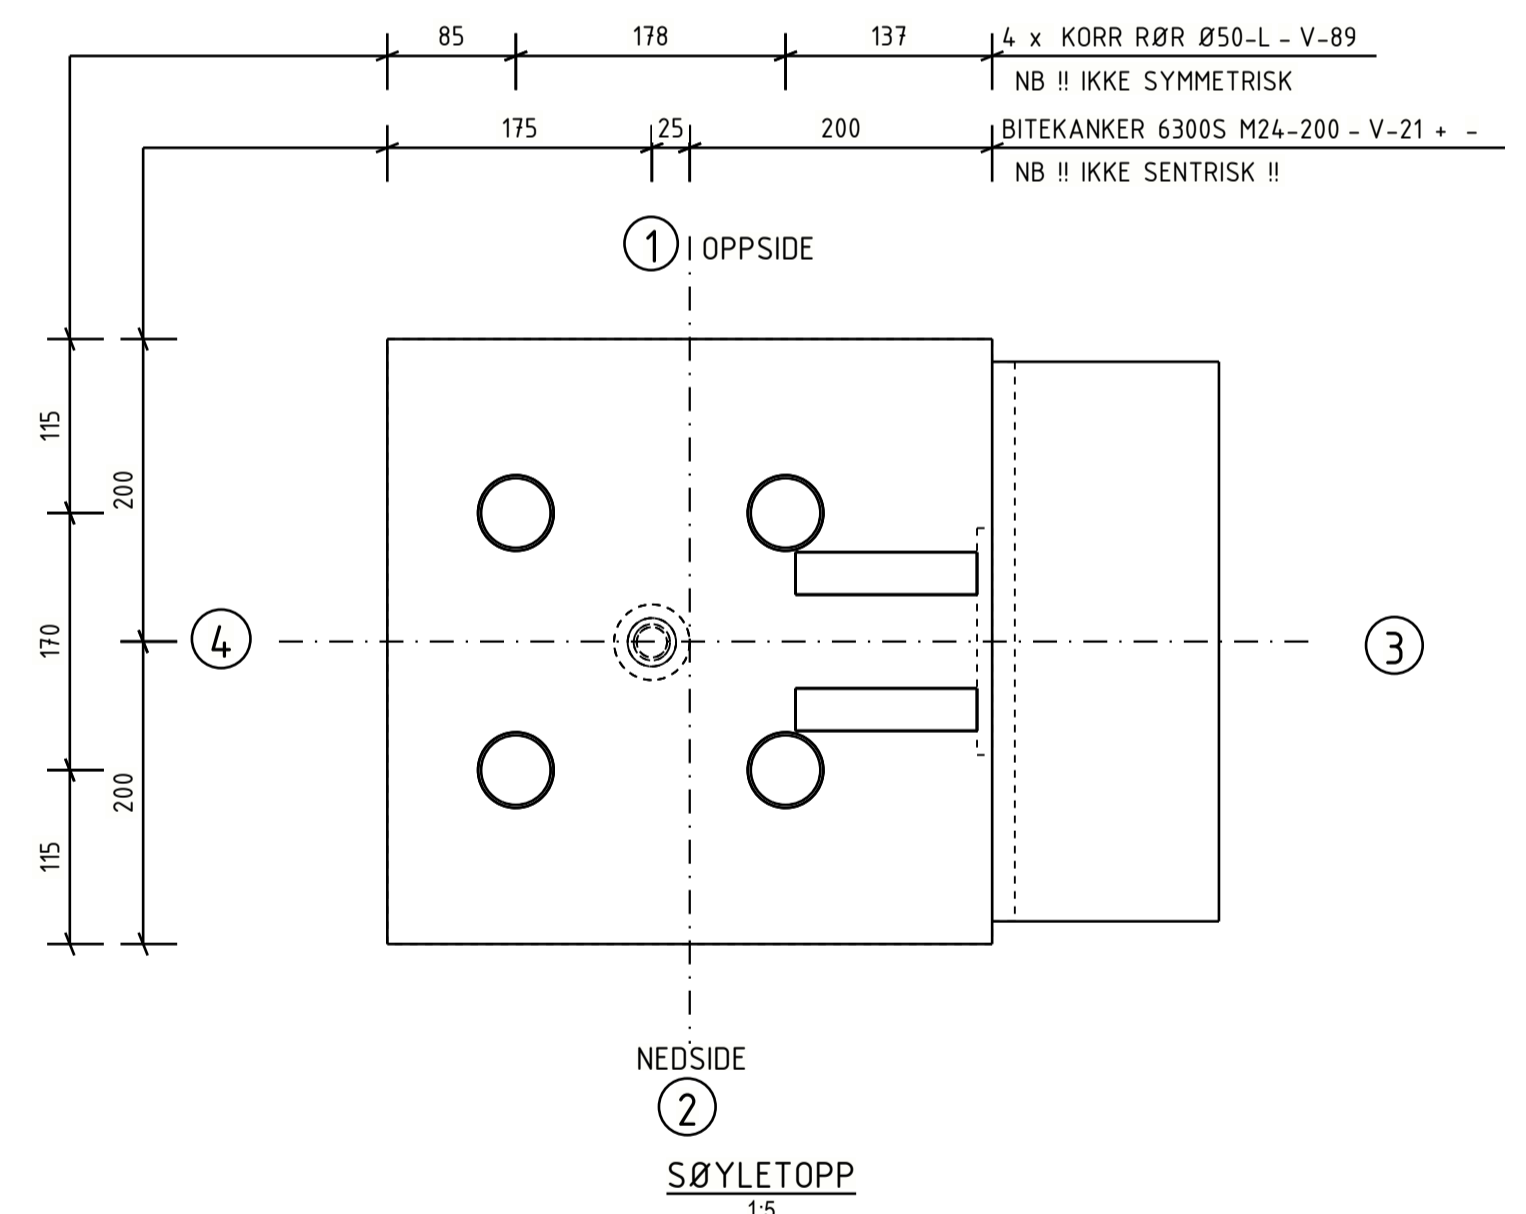 85 178 137 4 x KORR RØR Ø50-L - V-89
NB !! IKKE SYMMETRISK
175 25 200 BITEKANKER 6300S M24-200 - V-21 + -
NB !! IKKE SENTRISK !!
1 OPPSIDE
115
200
170
4
3
200
115
NEDSIDE
2
SØYLETOPP
1:5